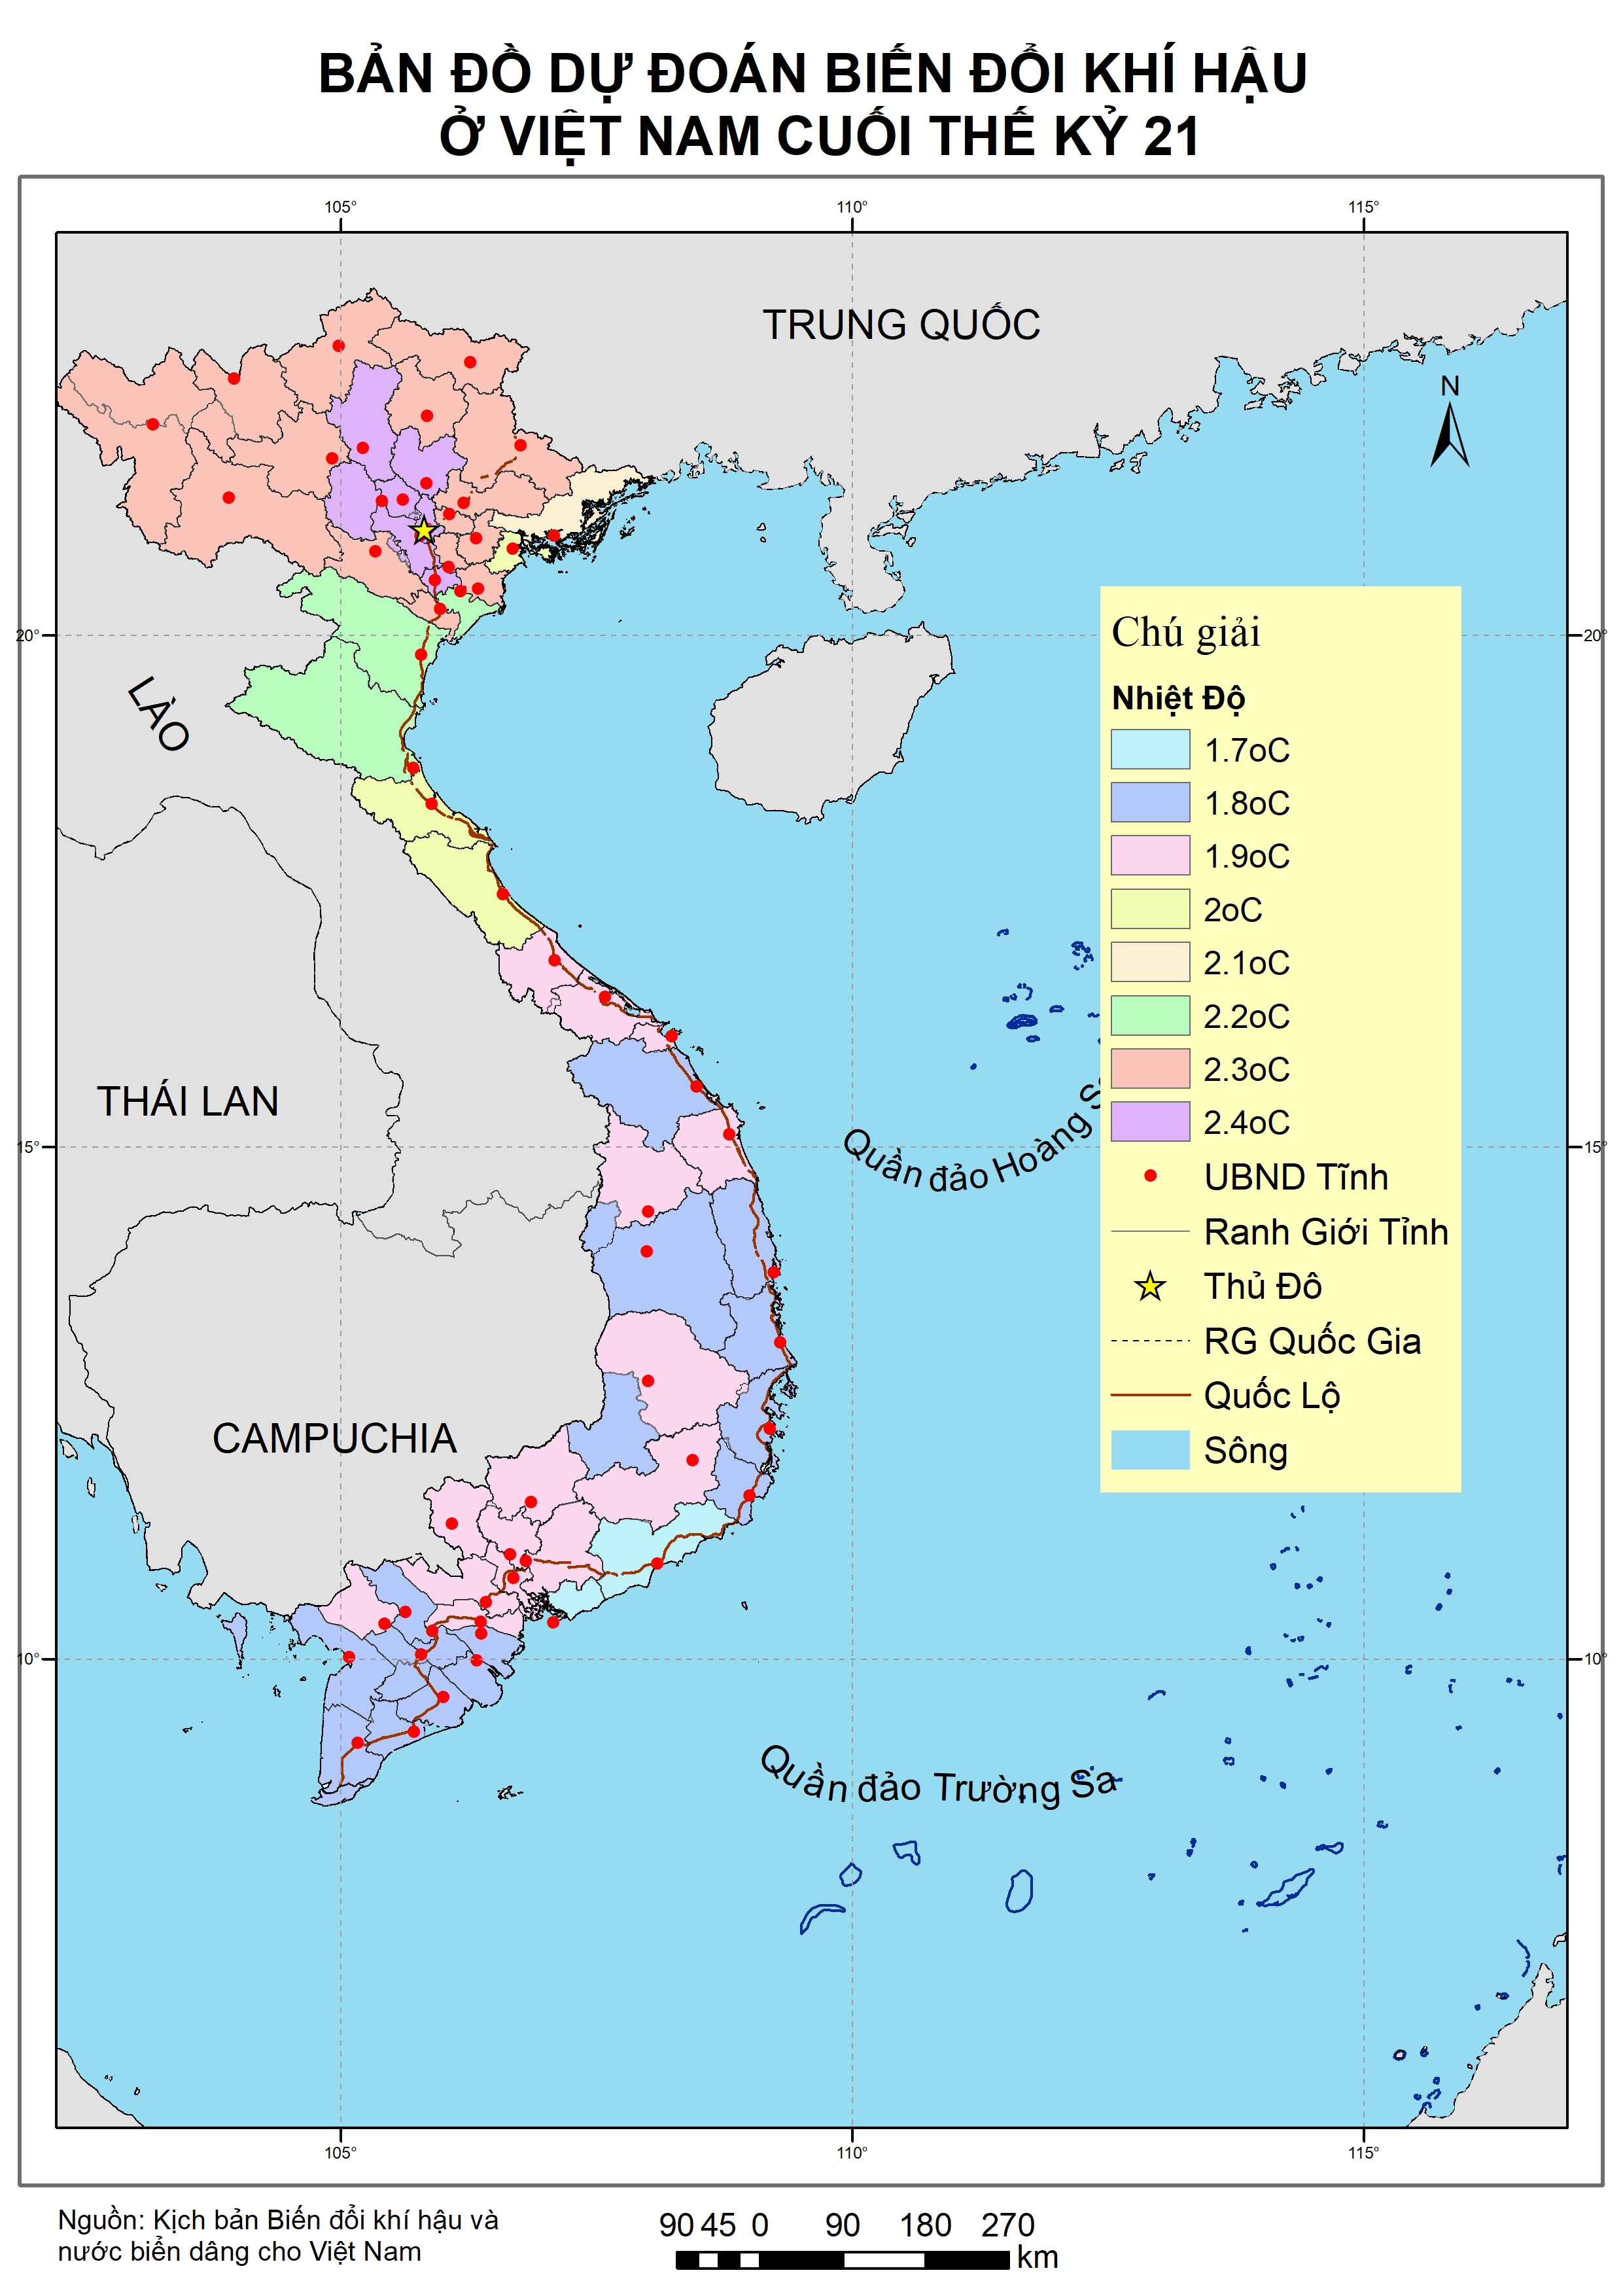 BẢN ĐỒ DỰ ĐOÁN BIẾN ĐỔI KHÍ HẬU
Ở VIỆT NAM CUỐI THẾ KỶ 21
105°
110°
115°
TRUNG QUỐC
N
20°
20°
LÀO
Chú giải
Nhiệt Độ
1.7oC
1.8oC
1.9oC
2oC
2.1oC
2.2oC
2.3oC
2.4oC
UBND Tĩnh
Ranh Giới Tỉnh
Thủ Đô
RG Quốc Gia
Quốc Lộ
Sông
THÁI LAN
Quần đảo Hoàng S
15°
15°
CAMPUCHIA
10°
10°
Quần đảo Trường Sa
105°
110°
115°
Nguồn: Kịch bản Biến đổi khí hậu và
nước biển dâng cho Việt Nam
90 45 0 90 180 270
km